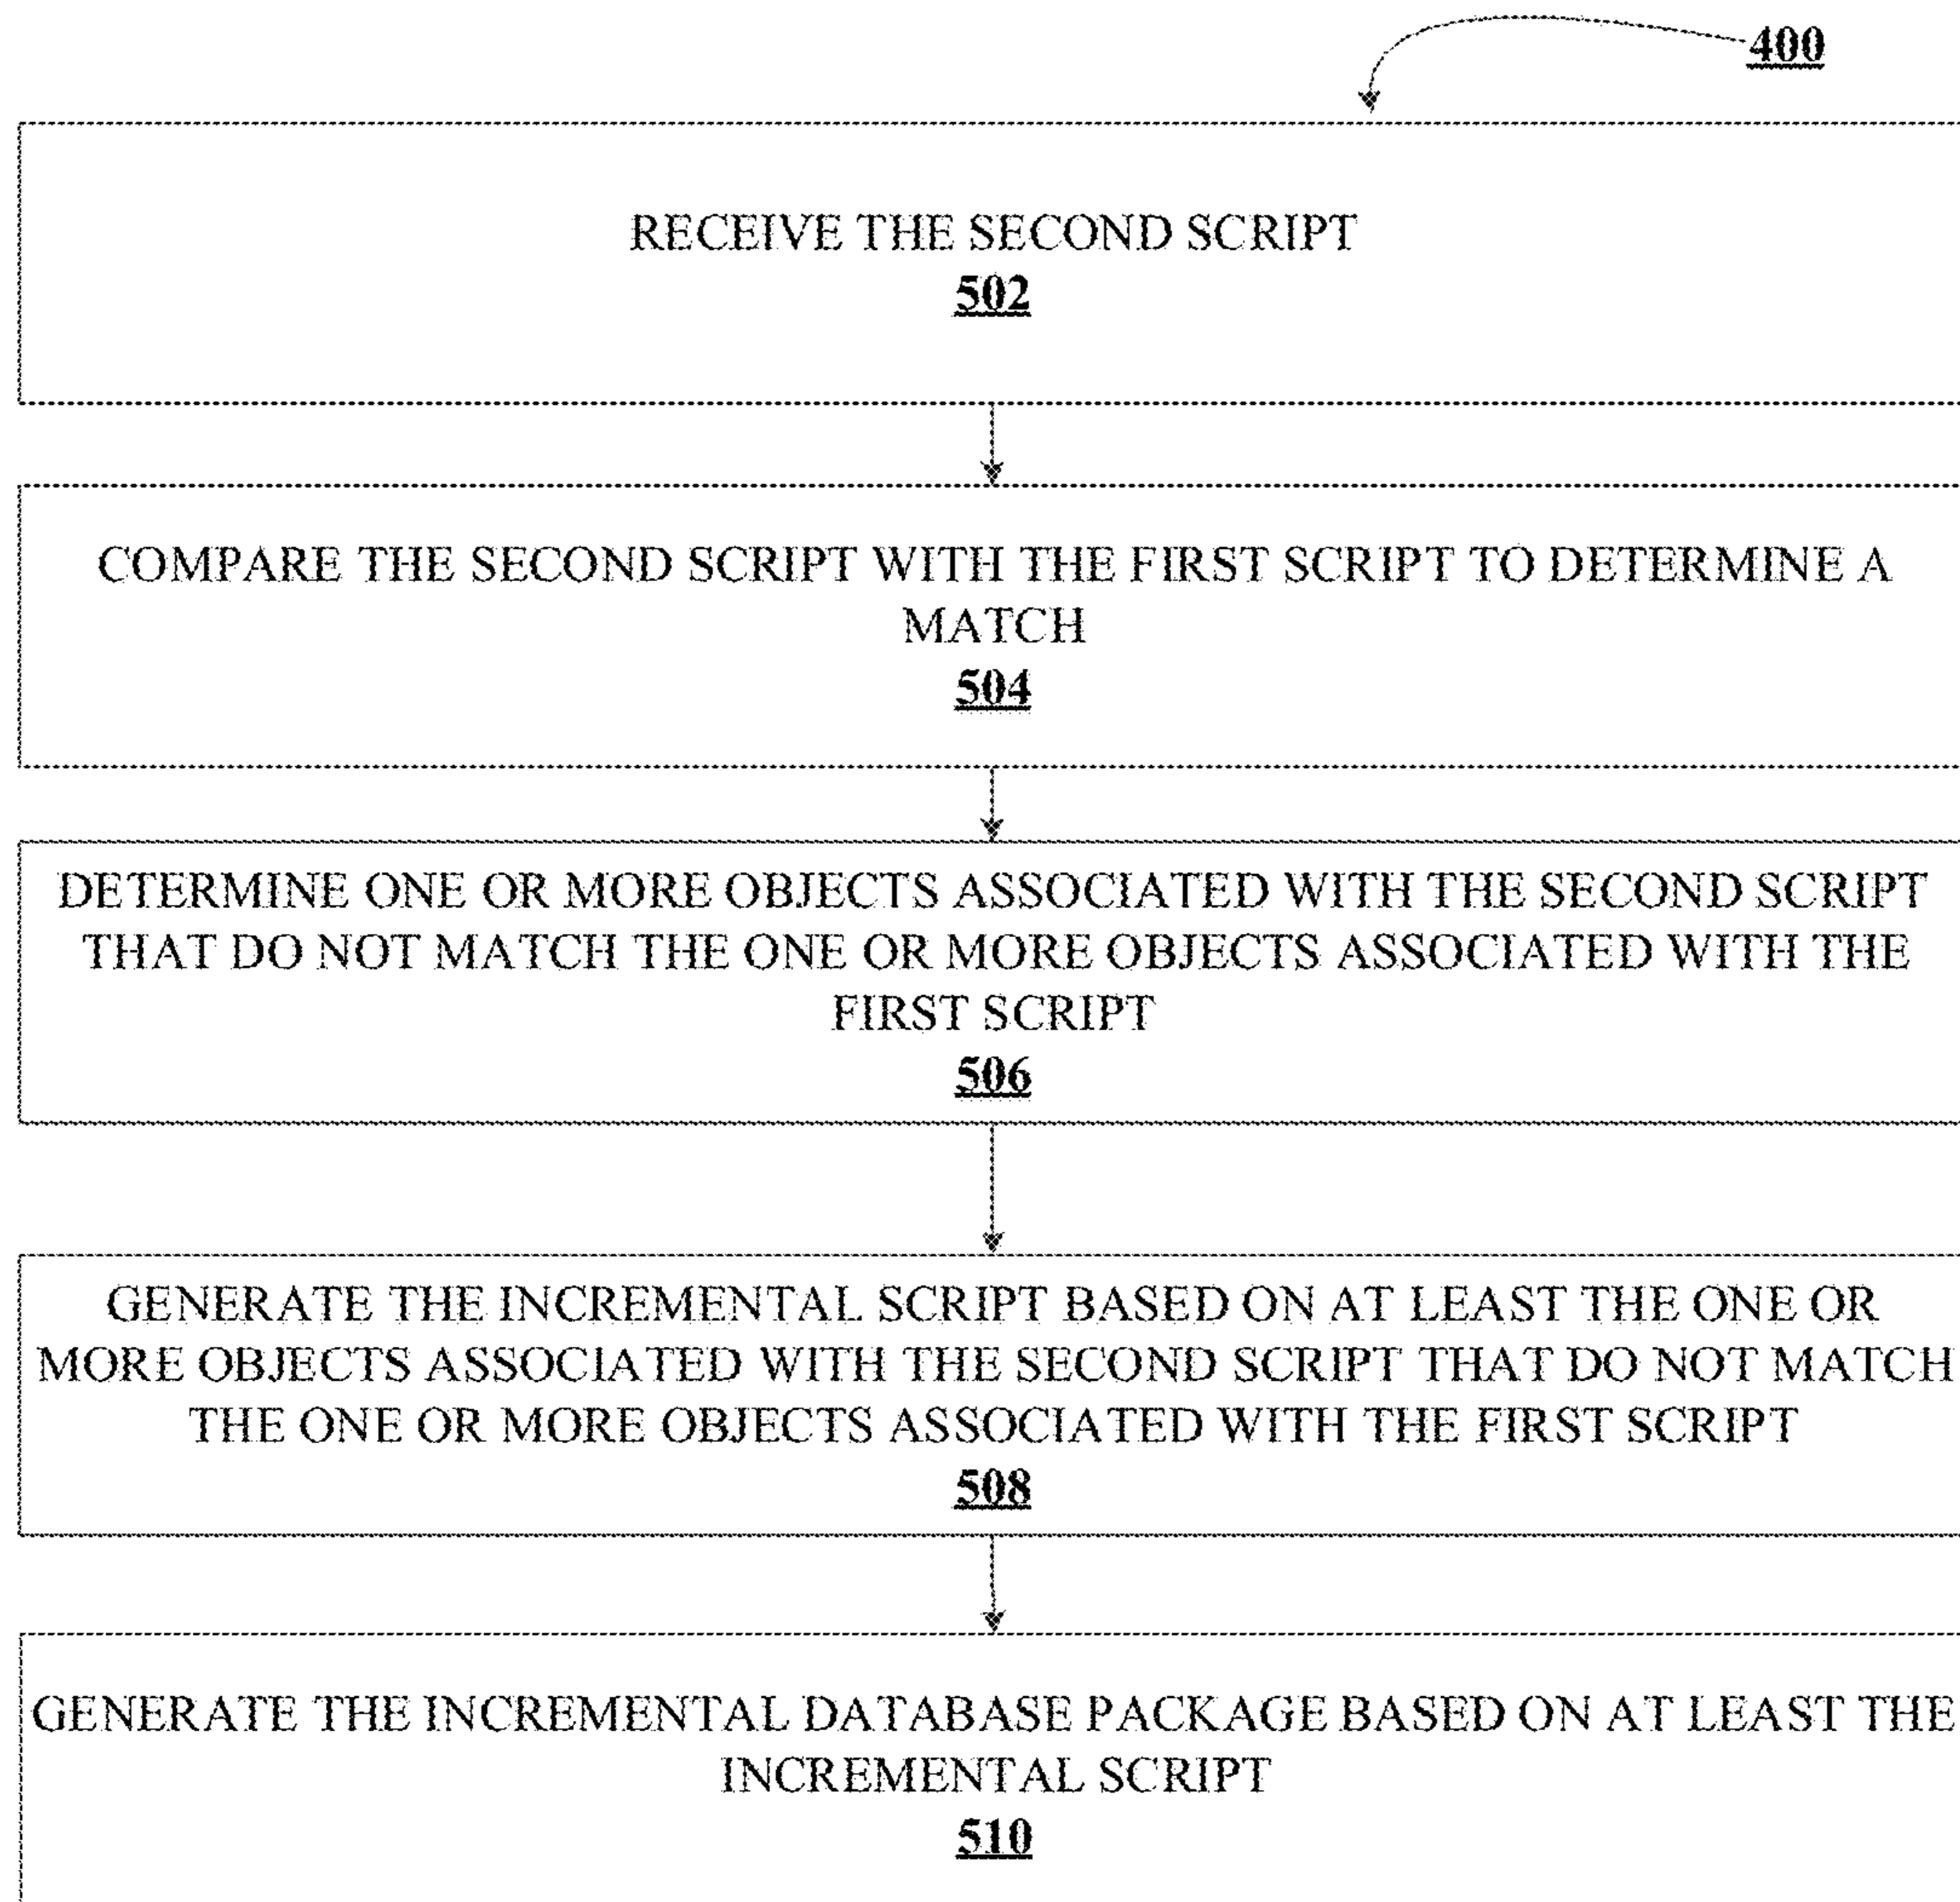 400
RECEIVE THE SECOND SCRIPT
502
COMPARE THE SECOND SCRIPT WITH THE FIRST SCRIPT TO DETERMINE A
MATCH
504
DETERMINE ONE OR MORE OBJECTS ASSOCIATED WITH THE SECOND SCRIPT
THAT DO NOT MATCH THE ONE OR MORE OBJECTS ASSOCIATED WITH THE
FIRST SCRIPT
506
GENERATE THE INCREMENTAL SCRIPT BASED ON AT LEAST THE ONE OR
MORE OBJECTS ASSOCIATED WITH THE SECOND SCRIPT THAT DO NOT MATCH
THE ONE OR MORE OBJECTS ASSOCIATED WITH THE FIRST SCRIPT
508
GENERATE THE INCREMENTAL DATABASE PACKAGE BASED ON AT LEAST THE
INCREMENTAL SCRIPT
510